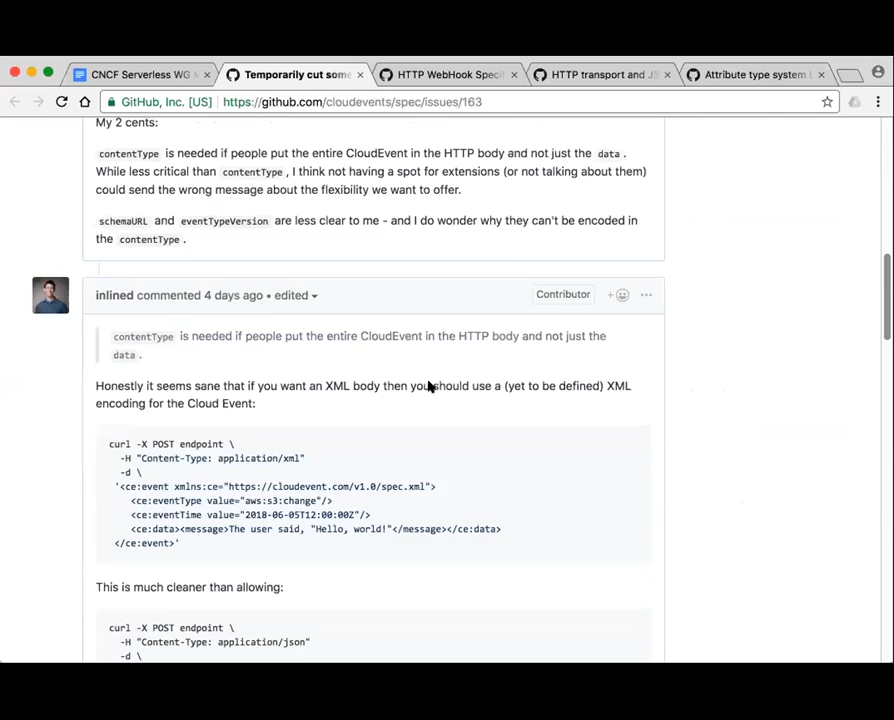 CNCF Serverless WG M
Temporarily cut some
HTTP WebHook Specif
HTTP transport and JS
Attribute type system
GitHub, Inc. [US]
https://github.com/cloudevents/spec/issues/163
My 2 cents:
contentType is needed if people put the entire CloudEvent in the HTTP body and not just the data .
While less critical than contentType , I think not having a spot for extensions (or not talking about them)
could send the wrong message about the flexibility we want to offer.
schemaURL and eventTypeVersion are less clear to me - and I do wonder why they can't be encoded in
the contentType .
inlined commented 4 days ago • edited
Contributor
contentType is needed if people put the entire CloudEvent in the HTTP body and not just the
data .
Honestly it seems sane that if you want an XML body then you should use a (yet to be defined) XML
encoding for the Cloud Event:
curl -X POST endpoint \
-H "Content-Type: application/xml"
-d \
'<ce:event xmlns:ce="https://cloudevent.com/v1.0/spec.xml">
<ce:eventType value="aws:s3:change"/>
<ce:eventTime value="2018-06-05T12:00:00Z"/>
<ce:data><message>The user said, "Hello, world!"</message></ce:data>
</ce:event>'
This is much cleaner than allowing:
curl -X POST endpoint \
-H "Content-Type: application/json"
-d \